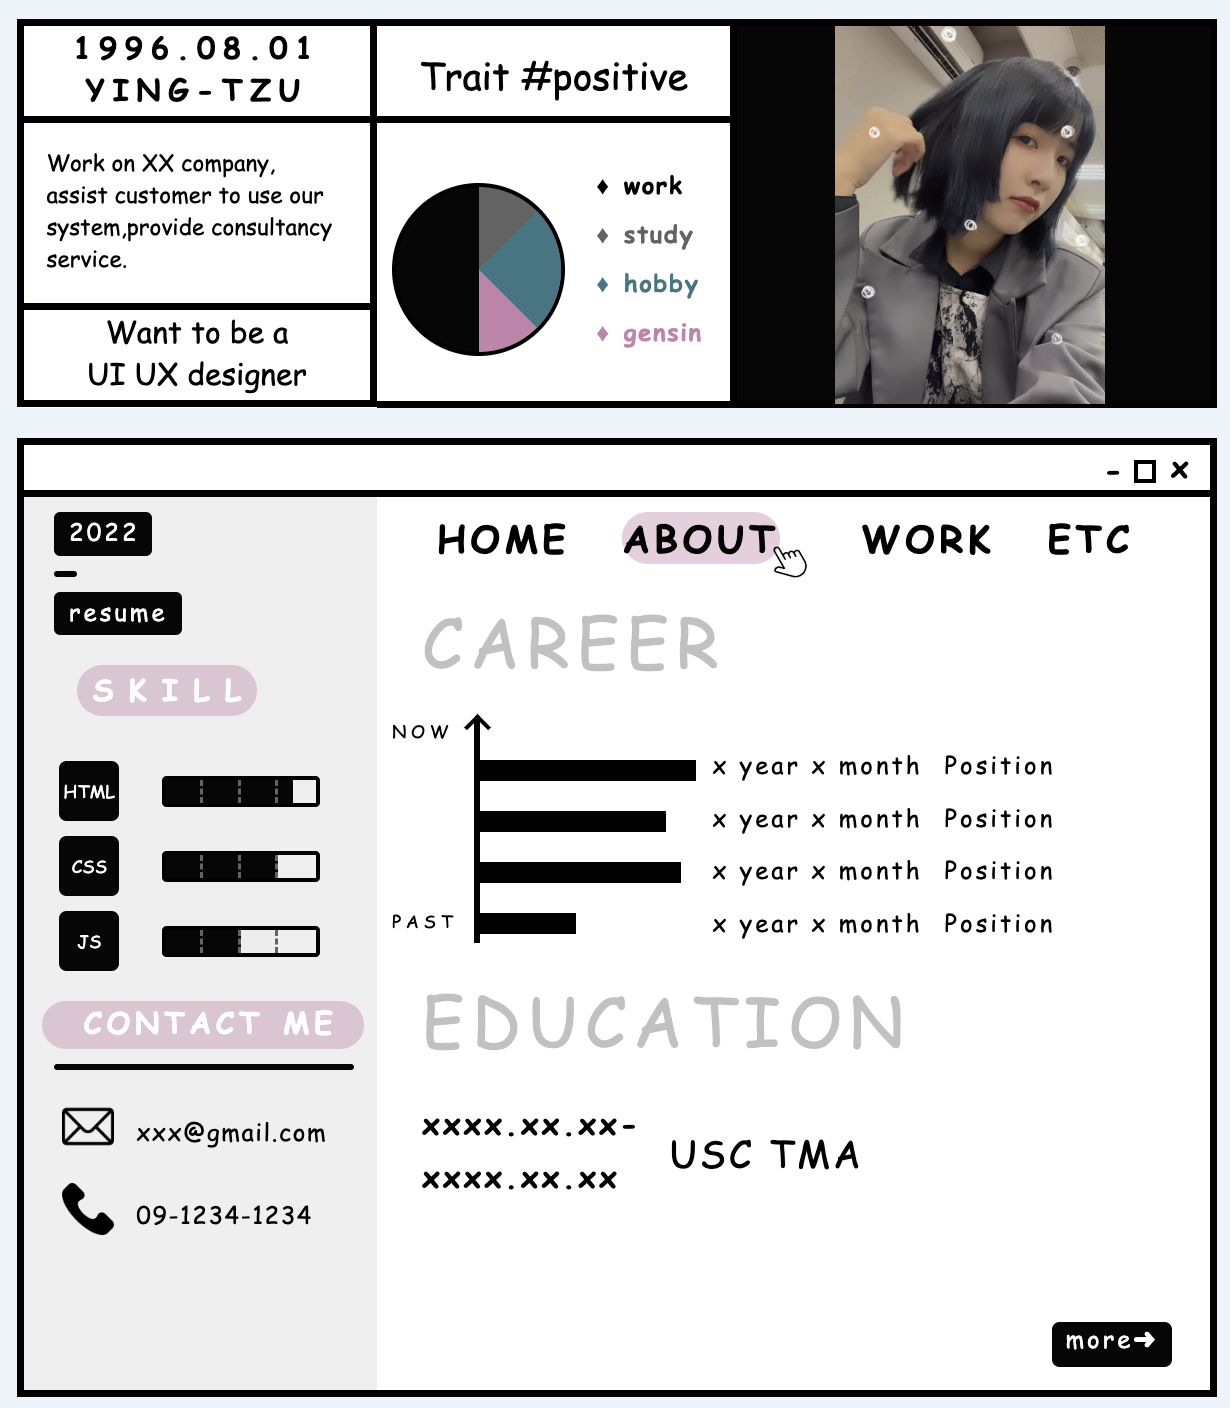 1996.08.01
YING-TZU
Work on XX company,
assist customer to use our
system,provide consultancy
service.
Want to be a
UI UX designer
Trait #positive
work
study
hobby
gensin
- □ x
2022
resume
SKILL
HTML
CSS
JS
CONTACT ME
xxx@gmail.com
09-1234-1234
HOME ABOUT WORK ETC
CAREER
NOW
x year x month Position
x year x month Position
x year x month Position
PAST
x year x month Position
EDUCATION
xxxx.xx.xx-
xxxx.xx.xx
USC TMA
more➜